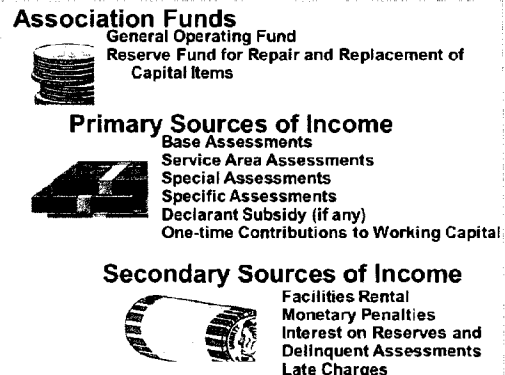 Association Funds
General Operating Fund
Reserve Fund for Repair and Replacement of
Capital Items
Primary Sources of Income
Base Assessments
Service Area Assessments
Special Assessments
Specific Assessments
Declarant Subsidy (if any)
One-time Contributions to Working Capital
Secondary Sources of Income
Facilities Rental
Monetary Penalties
Interest on Reserves and
Delinquent Assessments
Late Charges